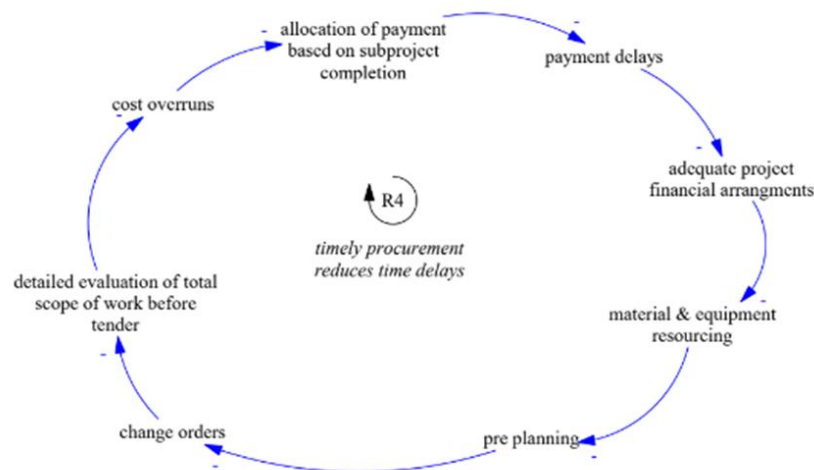 allocation of payment
based on subproject
completion
payment delays
adequate project
financial arrangments
material & equipment
resourcing
pre planning
change orders
detailed evaluation of total
scope of work before
tender
cost overruns
R4
timely procurement
reduces time delays